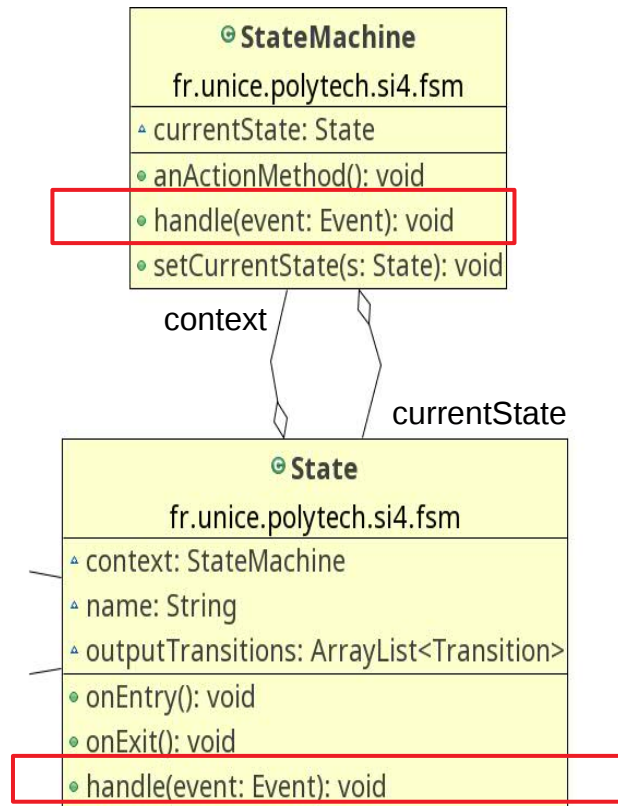 StateMachine
fr.unice.polytech.si4.fsm
currentState: State
anActionMethod(): void
handle(event: Event): void
setCurrentState(s: State): void
context
currentState
State
fr.unice.polytech.si4.fsm
context: StateMachine
name: String
outputTransitions: ArrayList<Transition>
onEntry(): void
onExit(): void
handle(event: Event): void